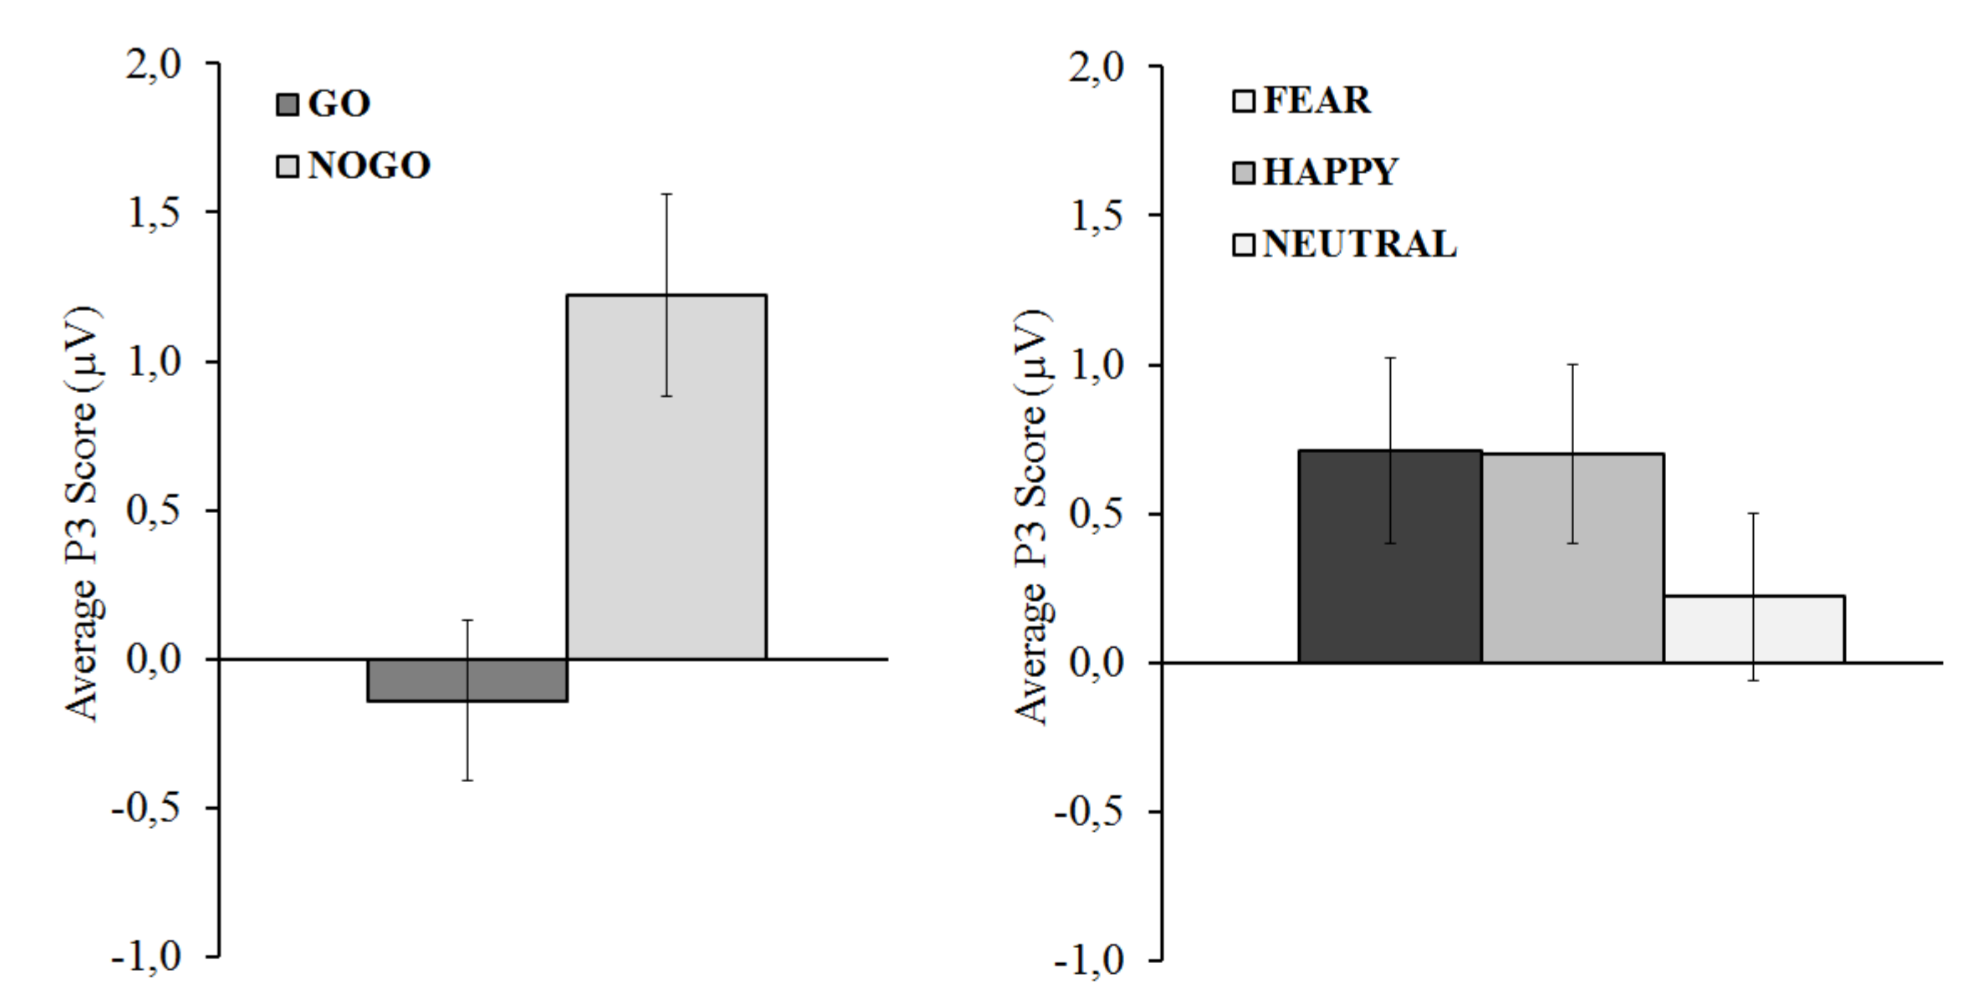 2,0
GO
NOGO
1,5
1,0
0,5
0,0
-0,5
-1,0
Average P3 Score (µV)
2,0
FEAR
HAPPY
NEUTRAL
1,5
1,0
0,5
0,0
-0,5
-1,0
Average P3 Score (µV)